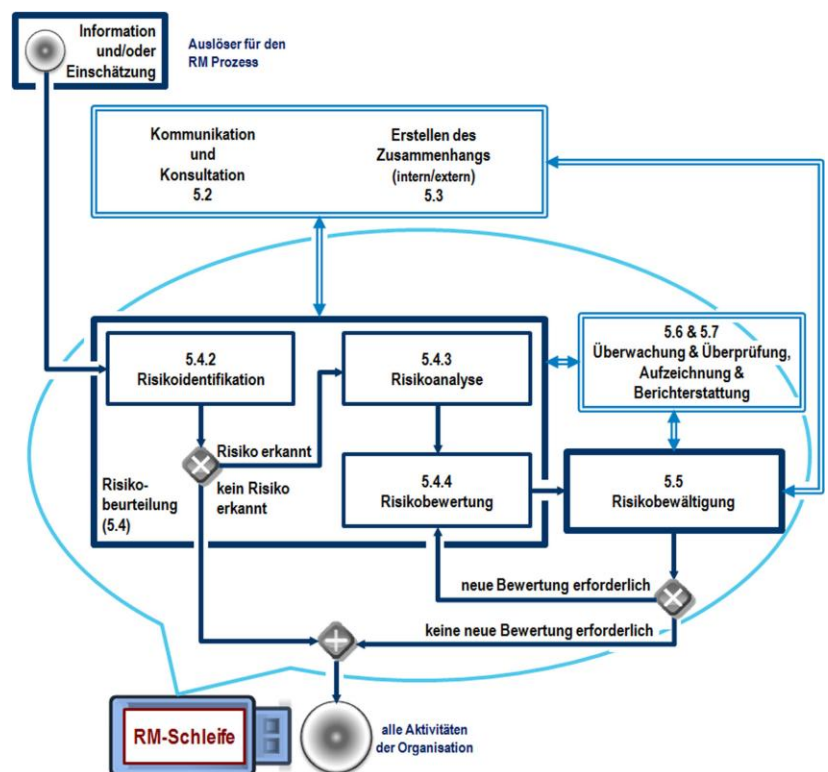 Information
und/oder
Einschätzung
Auslöser für den
RM Prozess
Kommunikation
und
Konsultation
5.2
Erstellen des
Zusammenhangs
(intern/extern)
5.3
5.4.2
Risikoidentifikation
5.4.3
Risikoanalyse
5.6 & 5.7
Überwachung & Überprüfung,
Aufzeichnung &
Berichterstattung
Risiko erkannt
kein Risiko
erkannt
Risiko-
beurteilung
(5.4)
5.4.4
Risikobewertung
5.5
Risikobewältigung
neue Bewertung erforderlich
keine neue Bewertung erforderlich
RM-Schleife
alle Aktivitäten
der Organisation